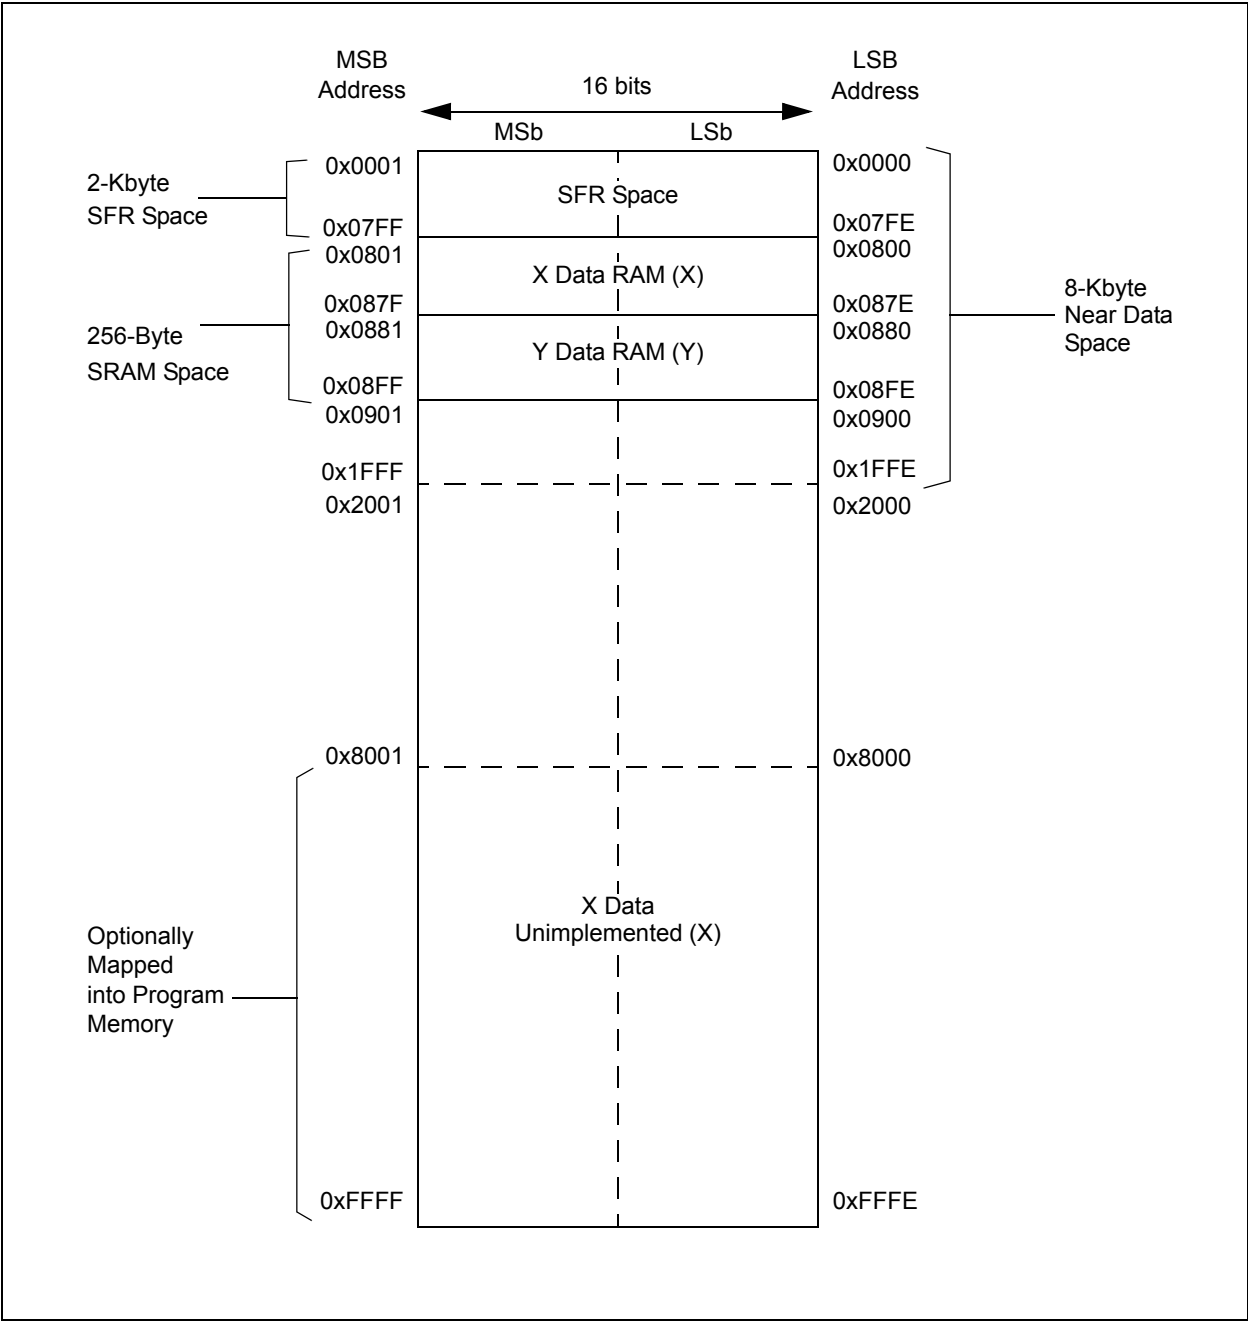 MSB
Address
16 bits
LSB
Address
MSb
LSb
2-Kbyte
SFR Space
0x0001
SFR Space
0x0000
0x07FF
0x07FE
0x0801
0x0800
X Data RAM (X)
256-Byte
SRAM Space
0x087F
0x087E
0x0881
0x0880
Y Data RAM (Y)
8-Kbyte
Near Data
Space
0x08FF
0x08FE
0x0901
0x0900
0x1FFF
0x1FFE
0x2001
0x2000
0x8001
0x8000
X Data
Unimplemented (X)
Optionally
Mapped
into Program
Memory
0xFFFF
0xFFFE